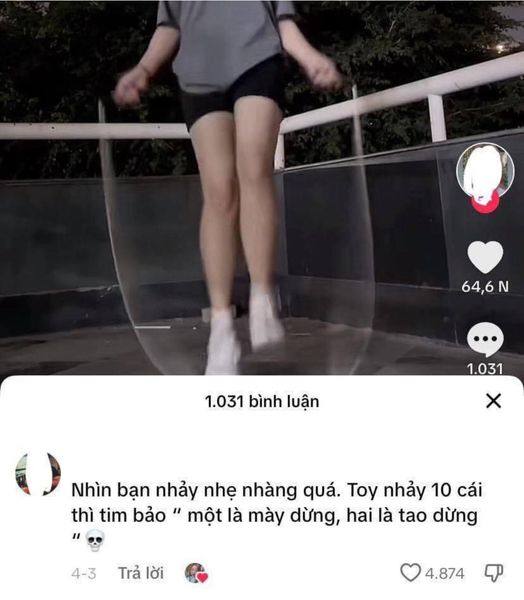 64,6 N
1.031
1.031 bình luận
Nhìn bạn nhảy nhẹ nhàng quá. Toy nhảy 10 cái
thì tim bảo “ một là mày dừng, hai là tao dừng
“💀
4-3 Trả lời 4.874